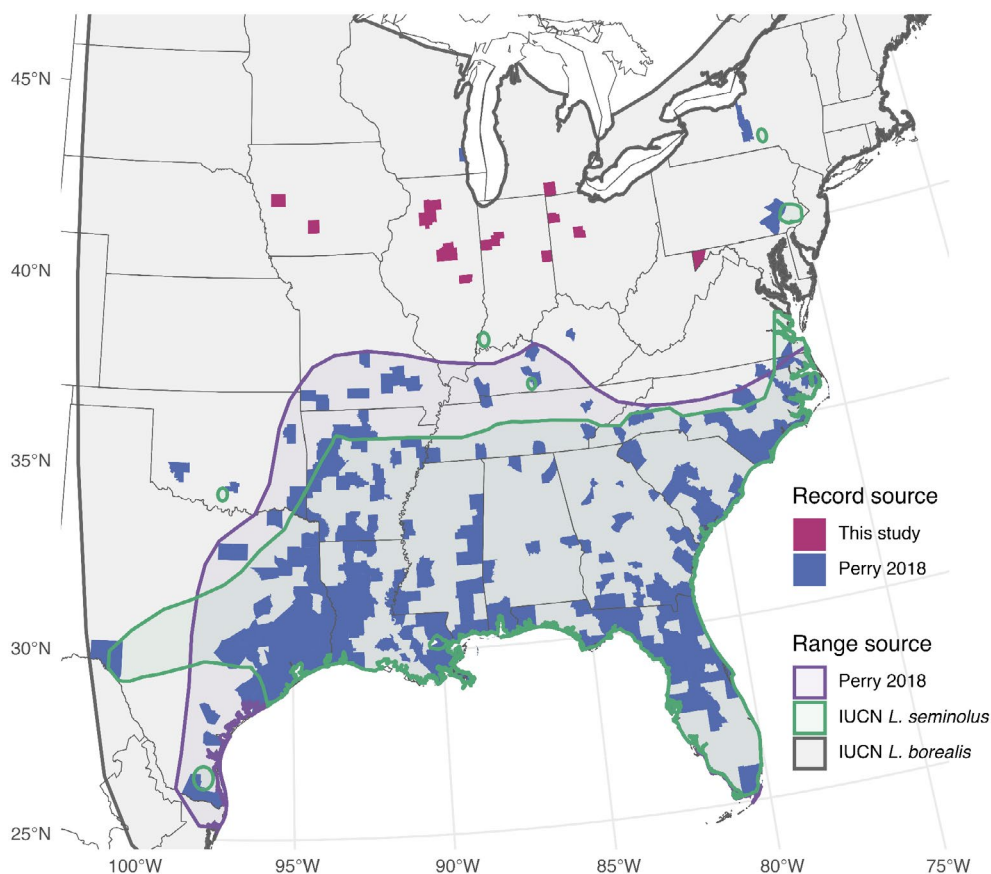 45°N
40°N
35°N
30°N
25°N
Record source
This study
Perry 2018
Range source
Perry 2018
IUCN L. seminolus
IUCN L. borealis
100°W 95°W 90°W 85°W 80°W 75°W